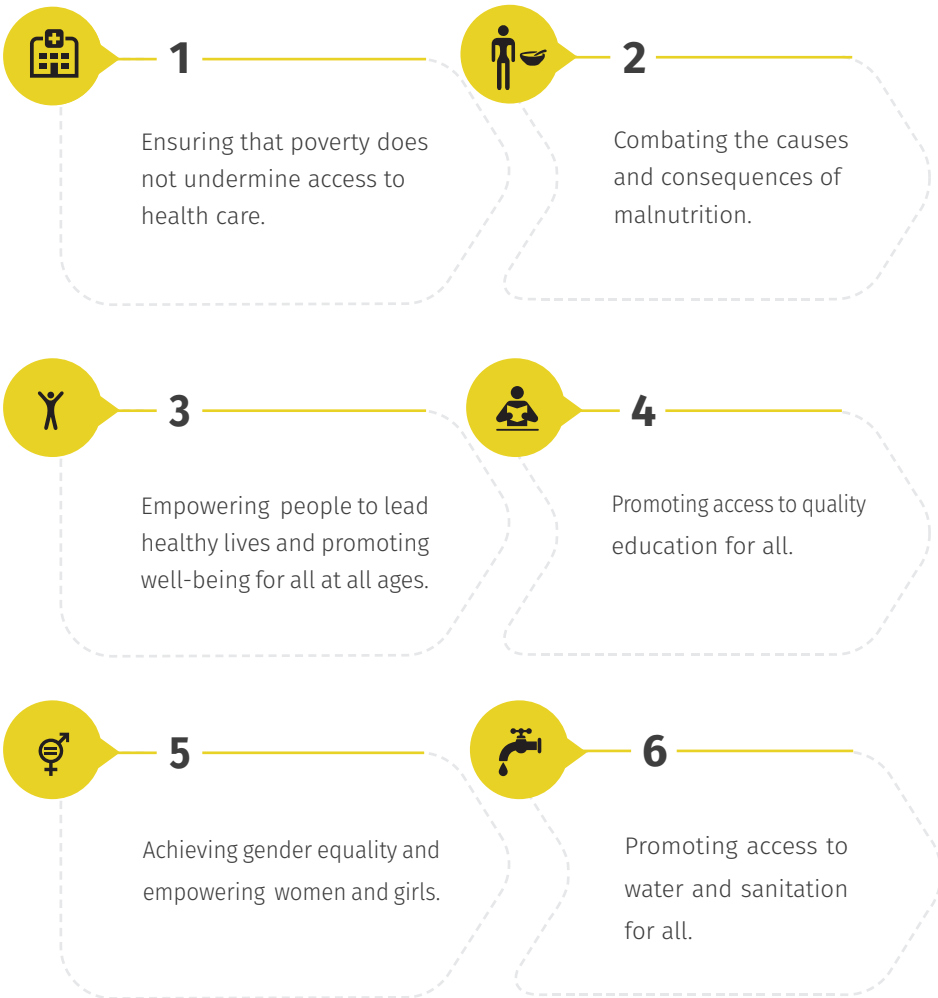 1
Ensuring that poverty does
not undermine access to
health care.
2
Combating the causes
and consequences of
malnutrition.
3
Empowering people to lead
healthy lives and promoting
well-being for all at all ages.
4
Promoting access to quality
education for all.
5
Achieving gender equality and
empowering women and girls.
6
Promoting access to
water and sanitation
for all.